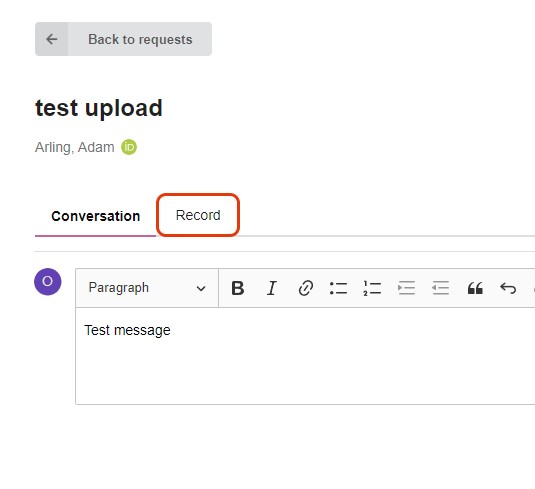 Back to requests
test upload
Arling, Adam iD
Conversation Record
O Paragraph B I
Test message